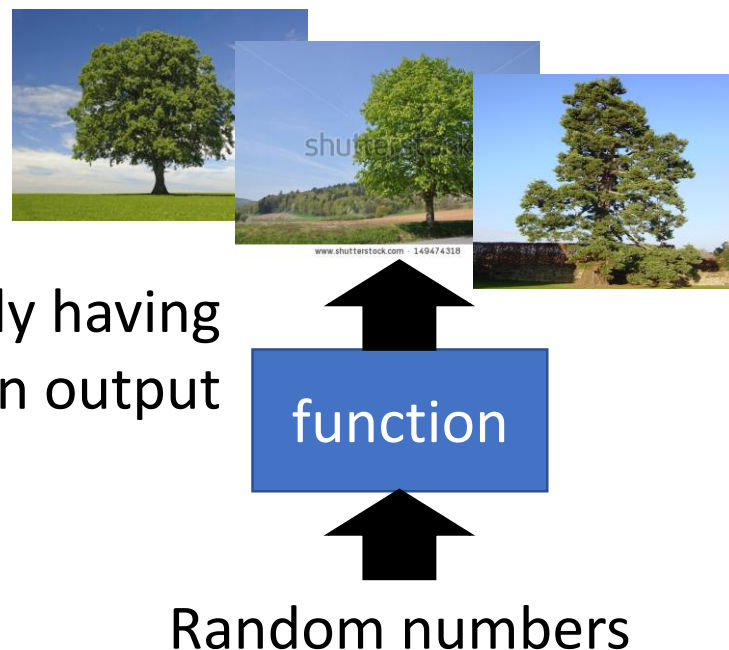 shutterstock
www.shutterstock.com · 149474318
ly having
n output
function
Random numbers